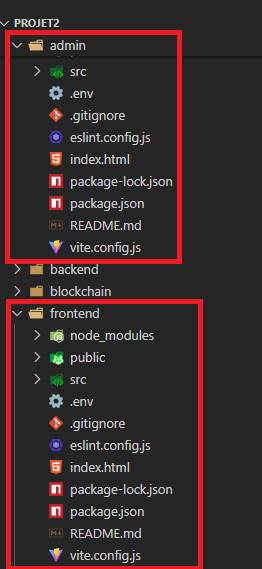 PROJET2
admin
src
.env
.gitignore
eslint.config.js
index.html
package-lock.json
package.json
README.md
vite.config.js
backend
blockchain
frontend
node_modules
public
src
.env
.gitignore
eslint.config.js
index.html
package-lock.json
package.json
README.md
vite.config.js